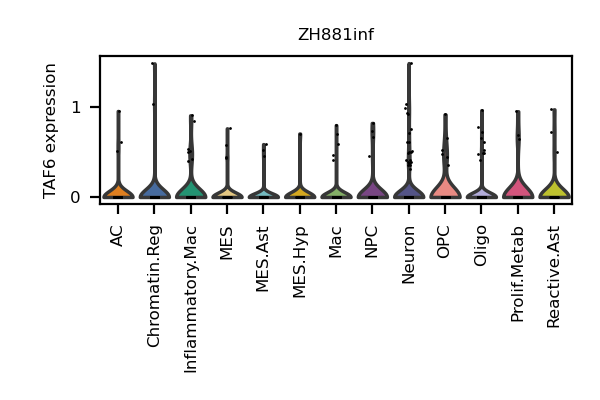 ZH881inf
TAF6 expression
1
0
AC
Chromatin.Reg
Inflammatory.Mac
MES
MES.Ast
MES.Hyp
Mac
NPC
Neuron
OPC
Oligo
Prolif.Metab
Reactive.Ast